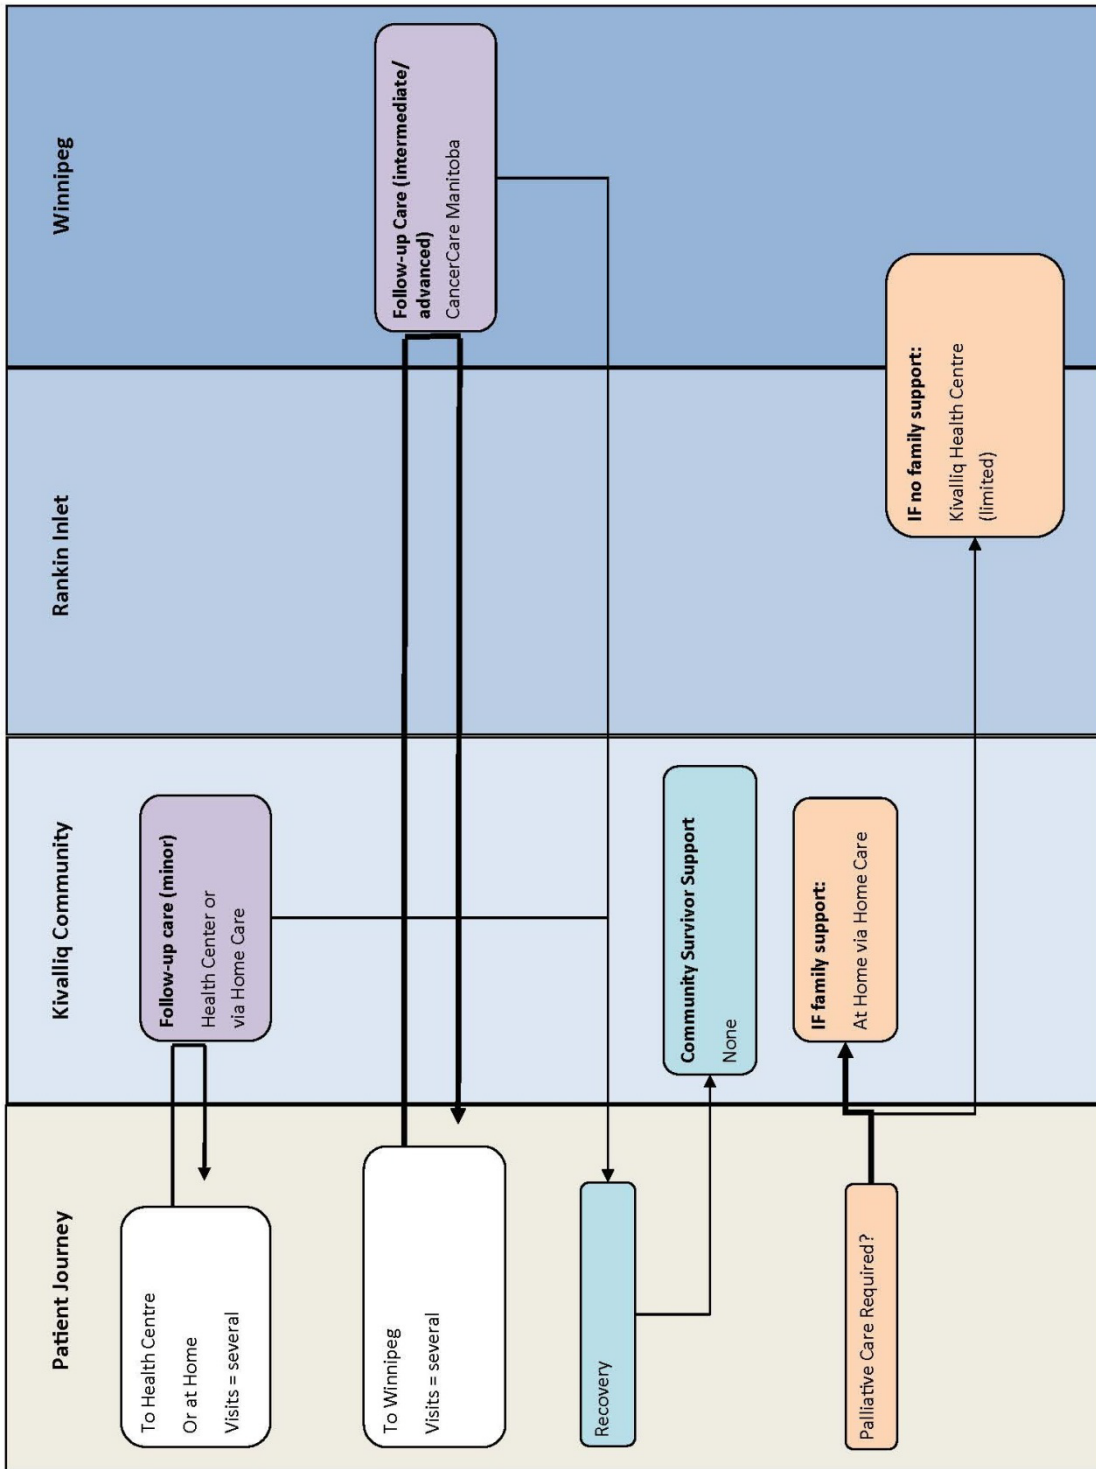 Patient Journey
Kivalliq Community
Rankin Inlet
Winnipeg
To Health Centre
Or at Home
Visits = several
Follow-up care (minor)
Health Center or
via Home Care
To Winnipeg
Visits = several
Follow-up Care (intermediate/
advanced)
CancerCare Manitoba
Recovery
Community Survivor Support
None
Palliative Care Required?
IF family support:
At Home via Home Care
IF no family support:
Kivalliq Health Centre
(limited)